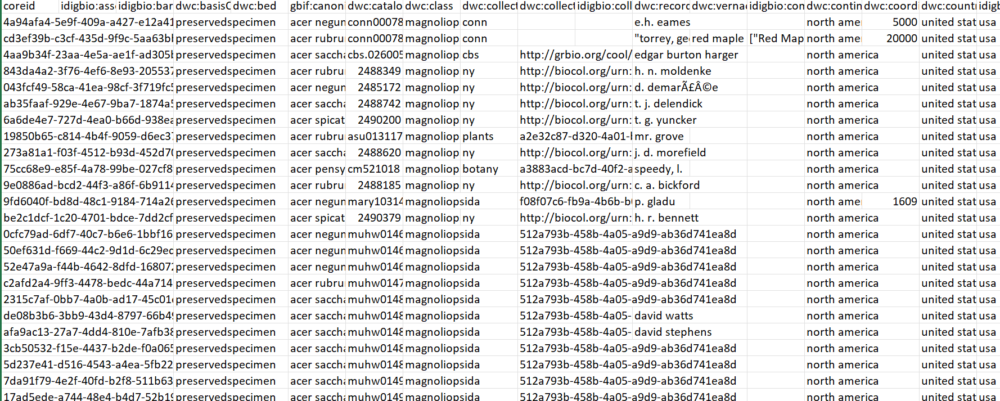 coreid idigbio:ass idigbio:bar dwc:basisO dwc:bed gbif:canon dwc:catalo dwc:class dwc:collect dwc:collect idigbio:coll dwc:record dwc:verna idigbio:con dwc:contin dwc:coordi dwc:countr idigb
4a94afa4-5e9f-409a-a427-e12a41 preservedspecimen acer negun conn00078 magnoliop conn e.h. eames north ame 5000 united stat usa
cd3ef39b-c3cf-435d-9f9c-5aa63b preservedspecimen acer rubru conn00078 magnoliop conn "torrey, ge red maple ["Red Map north ame 20000 united stat usa
4aa9b34f-23aa-4e5a-ae1f-ad305 preservedspecimen acer saccha cbs.026005 magnoliop cbs http://grbio.org/cool/ edgar burton harger north america united stat usa
843da4a2-3f76-4ef6-8e93-205537 preservedspecimen acer rubru 2488349 magnoliop ny http://biocol.org/urn: h. n. moldenke north america united stat usa
043fcf49-58ca-41ea-98cf-3f719fc5 preservedspecimen acer negun 2485172 magnoliop ny http://biocol.org/urn: d. demarÃ£Â©e north america united stat usa
ab35faaf-929e-4e67-9ba7-1874a5 preservedspecimen acer saccha 2488742 magnoliop ny http://biocol.org/urn: t. j. delendick north america united stat usa
6a6de4e7-727d-4ea0-b66d-938ea preservedspecimen acer spicat 2490200 magnoliop ny http://biocol.org/urn: t. g. yuncker north america united stat usa
19850b65-c814-4b4f-9059-d6ec37 preservedspecimen acer rubru asu013117 magnoliop plants a2e32c87-d320-4a01- mr. grove north america united stat usa
273a81a1-f03f-4512-b93d-452d70 preservedspecimen acer saccha 2488620 magnoliop ny http://biocol.org/urn: j. d. morefield north america united stat usa
75cc68e9-e85f-4a78-99be-027cf8 preservedspecimen acer pensy cm521018 magnoliop botany a3883acd-bc7d-40f2-a speedy, l. north america united stat usa
9e0886ad-bcd2-44f3-a86f-6b9114 preservedspecimen acer rubru 2488185 magnoliop ny http://biocol.org/urn: c. a. bickford north america united stat usa
9fd6040f-bd8d-48c1-9184-714a26 preservedspecimen acer negun mary10314 magnoliopsida f08f07c6-fb9a-4b6b-b p. gladu north ame 1609 united stat usa
be2c1dcf-1c20-4701-bdce-7dd2cf preservedspecimen acer spicat 2490379 magnoliop ny http://biocol.org/urn: h. r. bennett north america united stat usa
0cfc79ad-6df7-40c7-b6e6-1bbf16 preservedspecimen acer negun muhw0146 magnoliopsida 512a793b-458b-4a05-a9d9-ab36d741ea8d north america united stat usa
50ef631d-f669-44c2-9d1d-6c29ec preservedspecimen acer negun muhw0146 magnoliopsida 512a793b-458b-4a05-a9d9-ab36d741ea8d north america united stat usa
52e47a9a-f44b-4642-8dfd-168072 preservedspecimen acer negun muhw0146 magnoliopsida 512a793b-458b-4a05-a9d9-ab36d741ea8d north america united stat usa
c2afd2a4-9ff3-4478-bedc-44a714 preservedspecimen acer rubru muhw0147 magnoliopsida 512a793b-458b-4a05-a9d9-ab36d741ea8d north america united stat usa
2315c7af-0bb7-4a0b-ad17-45c01 preservedspecimen acer saccha muhw0148 magnoliopsida 512a793b-458b-4a05-a9d9-ab36d741ea8d north america united stat usa
de08b3b6-3bb9-43d4-8797-66b49 preservedspecimen acer saccha muhw0148 magnoliopsida 512a793b-458b-4a05- david watts north america united stat usa
afa9ac13-27a7-4dd4-810e-7afb38 preservedspecimen acer saccha muhw0148 magnoliopsida 512a793b-458b-4a05- david stephens north america united stat usa
3cb50532-f15e-4437-b2de-f0a065 preservedspecimen acer saccha muhw0148 magnoliopsida 512a793b-458b-4a05-a9d9-ab36d741ea8d north america united stat usa
5d237e41-d516-4543-a4ea-5fb22 preservedspecimen acer saccha muhw0148 magnoliopsida 512a793b-458b-4a05-a9d9-ab36d741ea8d north america united stat usa
7da91f79-4e2f-40fd-b2f8-511b63 preservedspecimen acer saccha muhw0149 magnoliopsida 512a793b-458b-4a05-a9d9-ab36d741ea8d north america united stat usa
17ad5ede-a744-48e4-b4d7-52b19 preservedspecimen acer saccha muhw0149 magnoliopsida 512a793b-458b-4a05-a9d9-ab36d741ea8d north america united stat usa